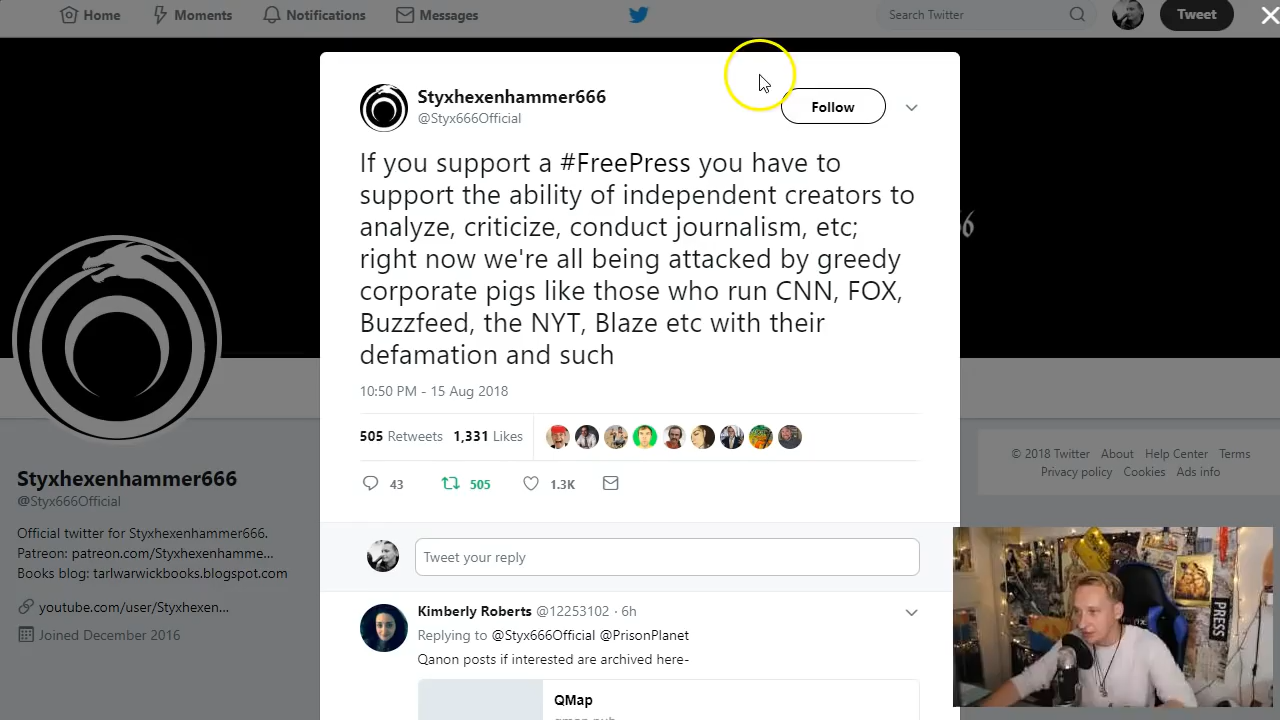 Home Moments Notifications Messages Search Twitter Tweet
Styxhexenhammer666
@Styx666Official
Follow
If you support a #FreePress you have to
support the ability of independent creators to
analyze, criticize, conduct journalism, etc;
right now we're all being attacked by greedy
corporate pigs like those who run CNN, FOX,
Buzzfeed, the NYT, Blaze etc with their
defamation and such
10:50 PM - 15 Aug 2018
505 Retweets 1,331 Likes
43 505 1.3K
Tweet your reply
Kimberly Roberts @12253102 · 6h
Replying to @Styx666Official @PrisonPlanet
Qanon posts if interested are archived here-
QMap
Styxhexenhammer666
@Styx666Official
Official twitter for Styxhexenhammer666.
Patreon: patreon.com/Styxhexenhamme...
Books blog: tarlwarwickbooks.blogspot.com
youtube.com/user/Styxhexen...
Joined December 2016
© 2018 Twitter About Help Center Terms
Privacy policy Cookies Ads info
PRESS